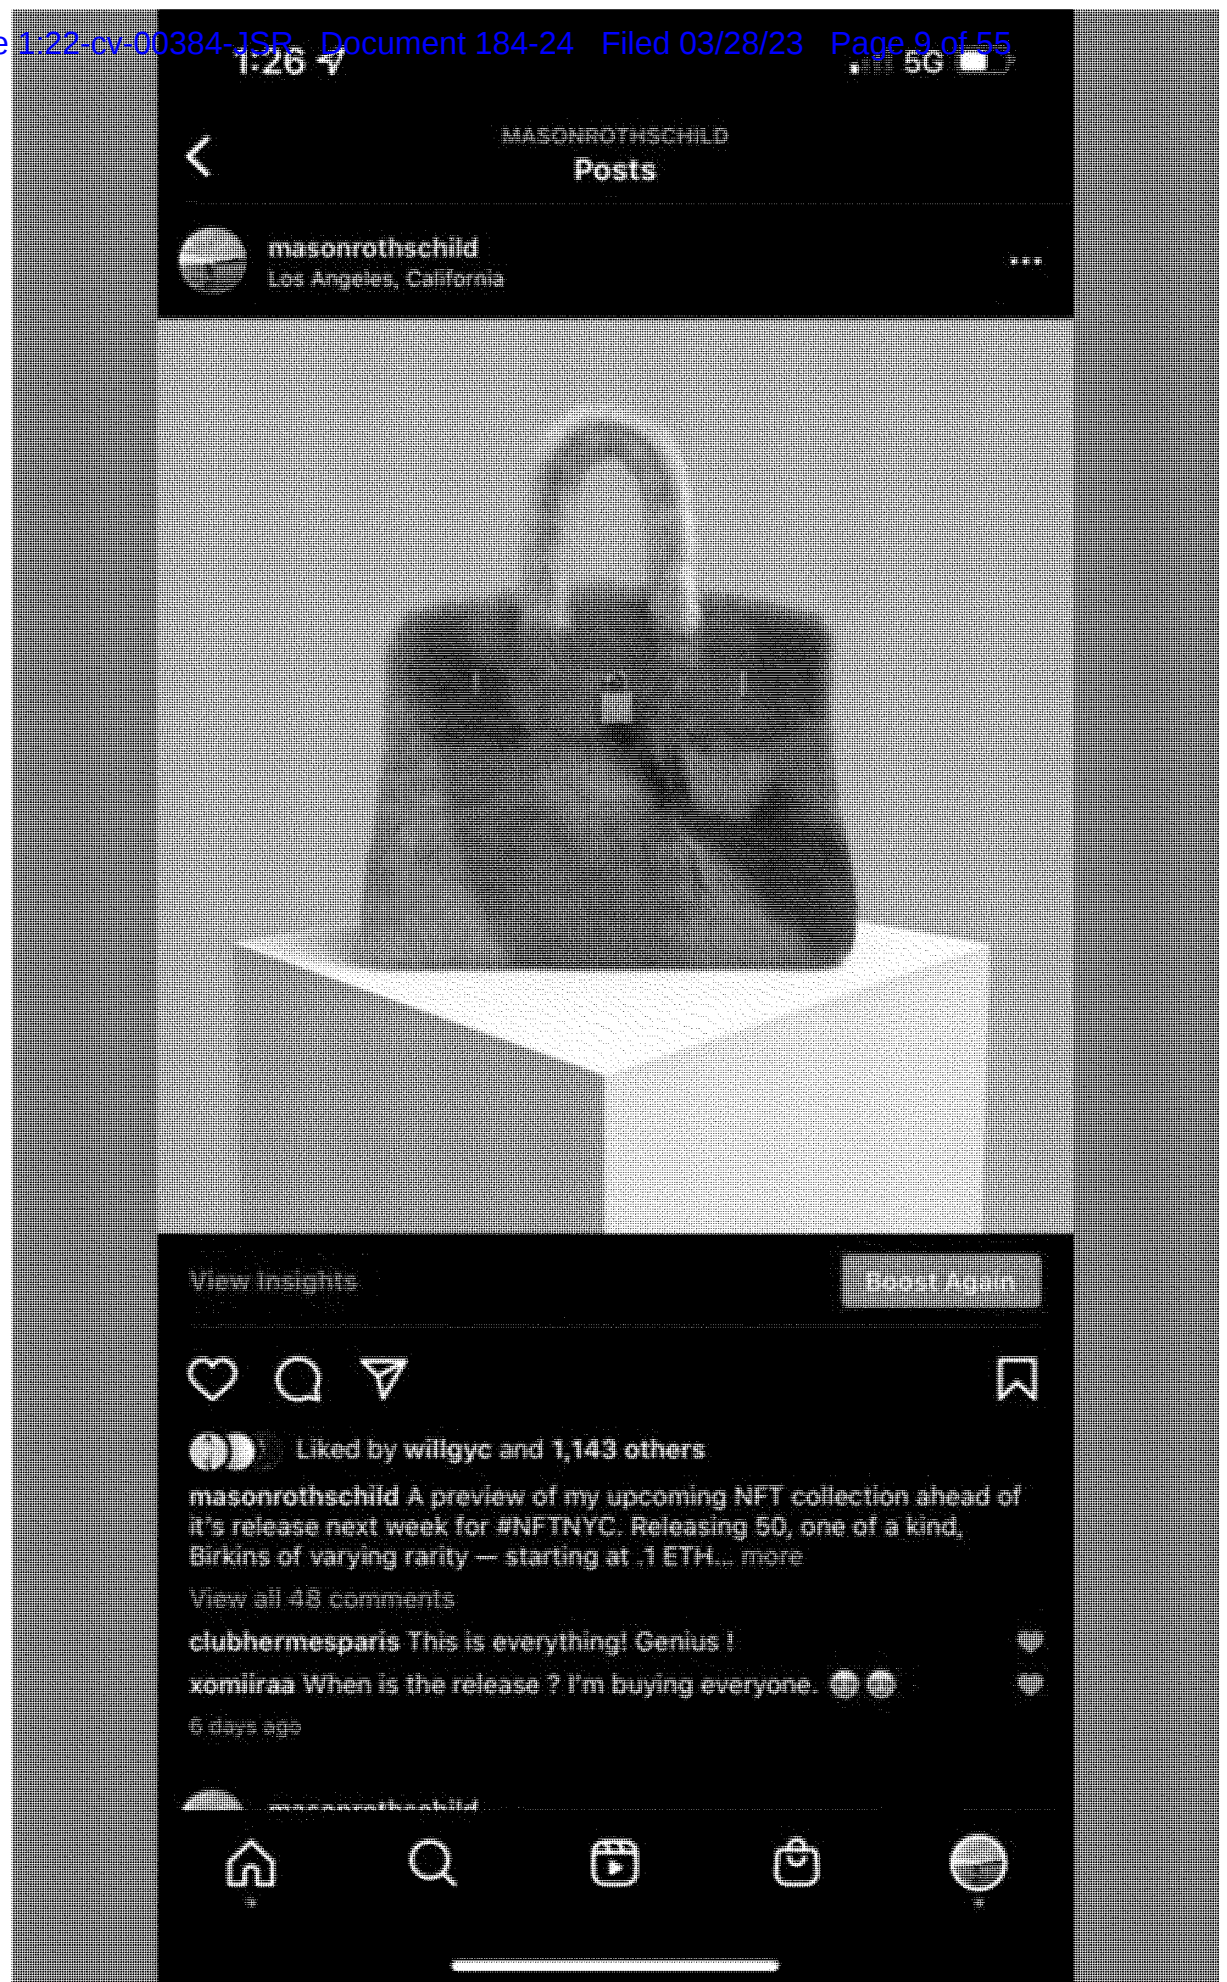 e 1:22-cv-00384-JSR Document 184-24 Filed 03/28/23 Page 9 of 55
1:26 5G
MASONROTHSCHILD
Posts
masonrothschild
Los Angeles, California
View Insights Boost Again
Liked by willgyc and 1,143 others
masonrothschild A preview of my upcoming NFT collection ahead of
it's release next week for #NFTNYC. Releasing 50, one of a kind,
Birkins of varying rarity — starting at .1 ETH... more
View all 48 comments
clubhermesparis This is everything! Genius !
xomiiraa When is the release ? I'm buying everyone.
6 days ago
masonrothschild